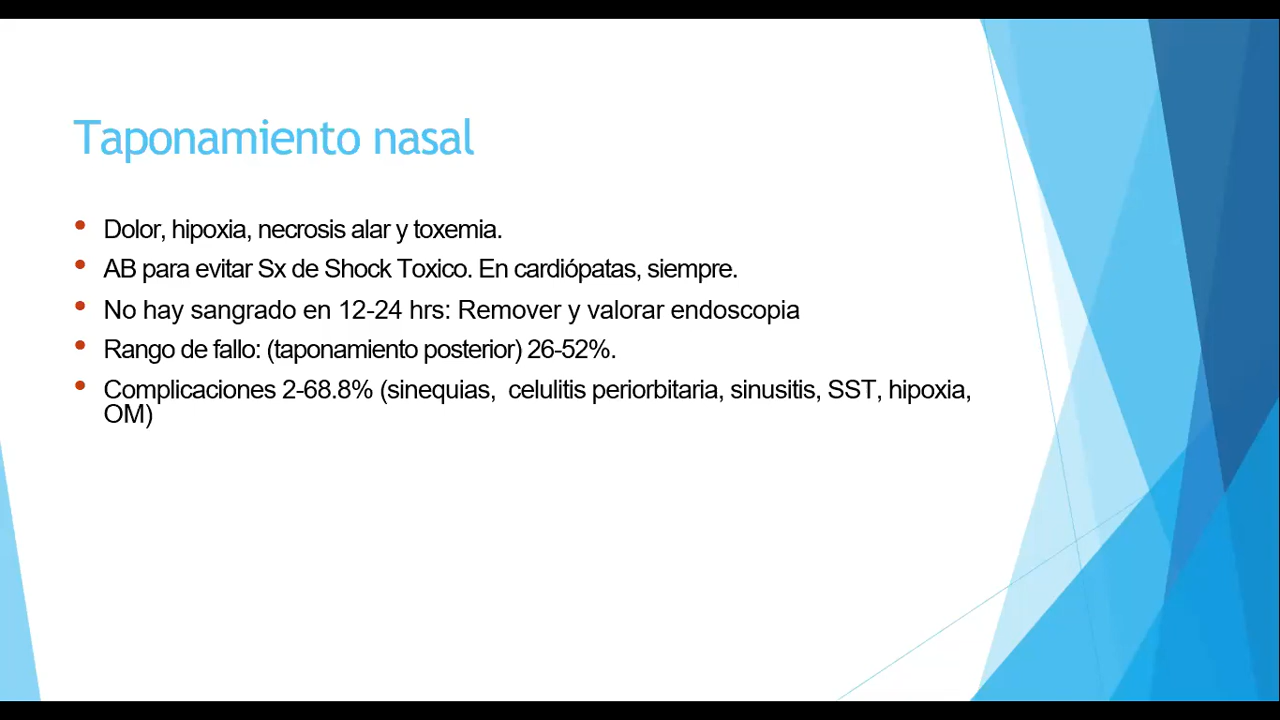 Taponamiento nasal
• Dolor, hipoxia, necrosis alar y toxemia.
• AB para evitar Sx de Shock Toxico. En cardiópatas, siempre.
• No hay sangrado en 12-24 hrs: Remover y valorar endoscopia
• Rango de fallo: (taponamiento posterior) 26-52%.
• Complicaciones 2-68.8% (sinequias,  celulitis periorbitaria, sinusitis, SST, hipoxia,
OM)